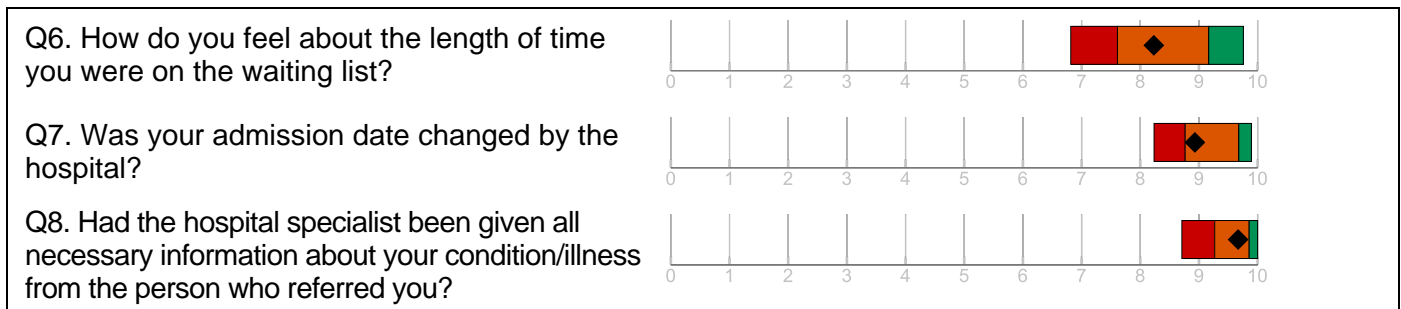 Q6. How do you feel about the length of time
you were on the waiting list?
0 1 2 3 4 5 6 7 8 9 10
Q7. Was your admission date changed by the
hospital?
0 1 2 3 4 5 6 7 8 9 10
Q8. Had the hospital specialist been given all
necessary information about your condition/illness
from the person who referred you?
0 1 2 3 4 5 6 7 8 9 10